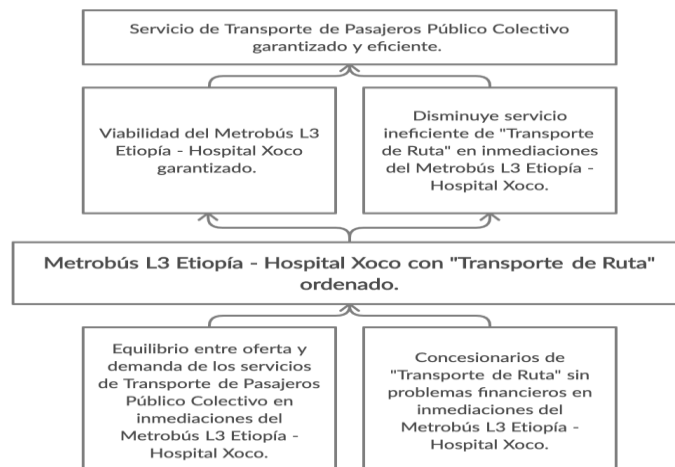 Servicio de Transporte de Pasajeros Público Colectivo
garantizado y eficiente.
Viabilidad del Metrobús L3
Etiopía - Hospital Xoco
garantizado.
Disminuye servicio
ineficiente de "Transporte
de Ruta" en inmediaciones
del Metrobús L3 Etiopía -
Hospital Xoco.
Metrobús L3 Etiopía - Hospital Xoco con "Transporte de Ruta"
ordenado.
Equilibrio entre oferta y
demanda de los servicios
de Transporte de Pasajeros
Público Colectivo en
inmediaciones del
Metrobús L3 Etiopía -
Hospital Xoco.
Concesionarios de
"Transporte de Ruta" sin
problemas financieros en
inmediaciones del
Metrobús L3 Etiopía -
Hospital Xoco.